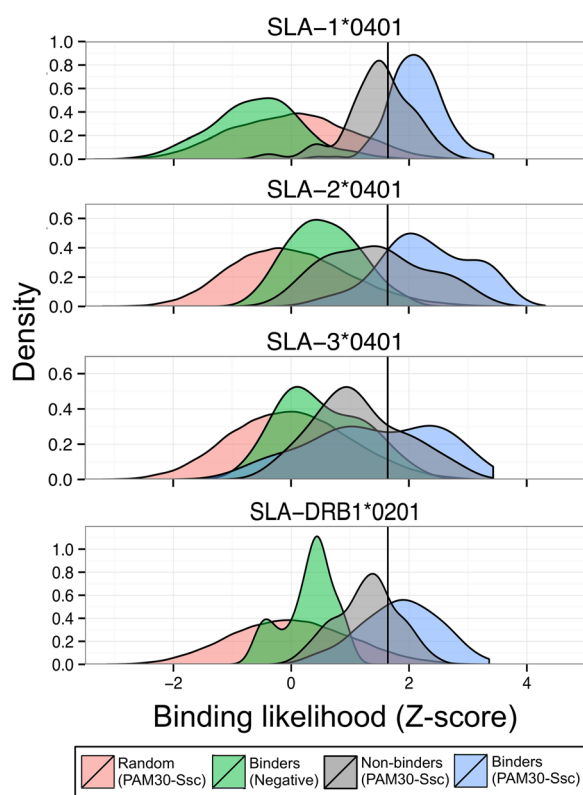 SLA-1*0401
1.0
0.8
0.6
0.4
0.2
0.0
SLA-2*0401
0.6
0.4
0.2
0.0
Density
SLA-3*0401
0.6
0.4
0.2
0.0
SLA-DRB1*0201
1.0
0.8
0.6
0.4
0.2
0.0
-2 0 2 4
Binding likelihood (Z-score)
Random
(PAM30-Ssc)
Binders
(Negative)
Non-binders
(PAM30-Ssc)
Binders
(PAM30-Ssc)